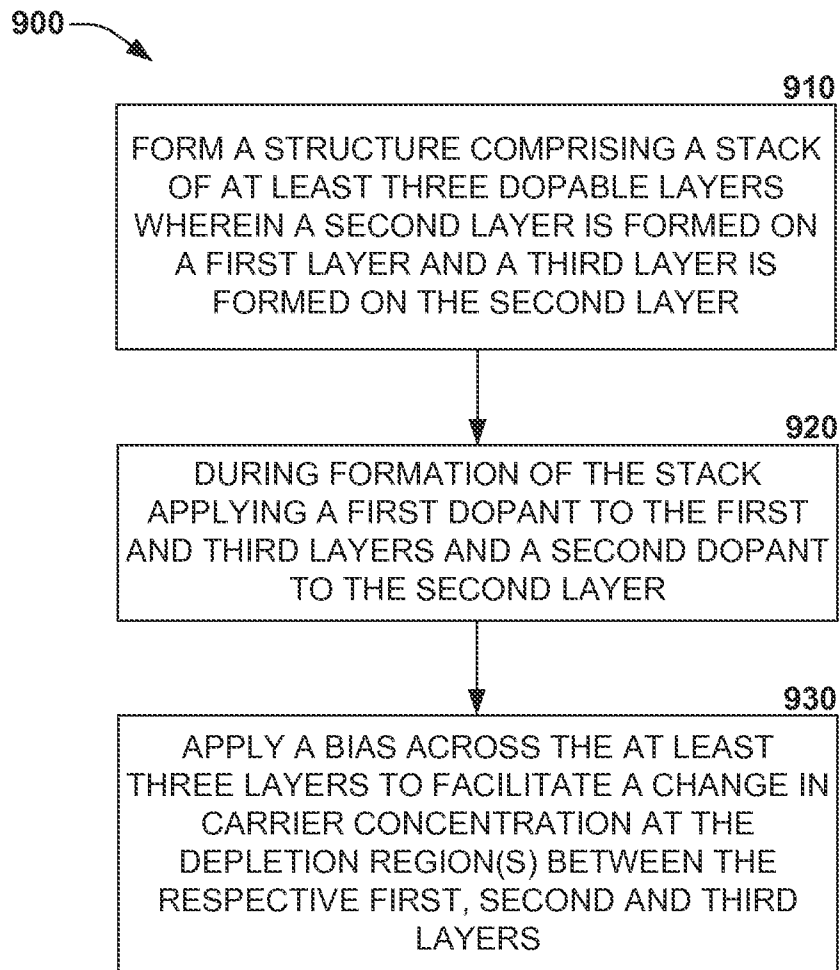 900
910
FORM A STRUCTURE COMPRISING A STACK
OF AT LEAST THREE DOPABLE LAYERS
WHEREIN A SECOND LAYER IS FORMED ON
A FIRST LAYER AND A THIRD LAYER IS
FORMED ON THE SECOND LAYER
920
DURING FORMATION OF THE STACK
APPLYING A FIRST DOPANT TO THE FIRST
AND THIRD LAYERS AND A SECOND DOPANT
TO THE SECOND LAYER
930
APPLY A BIAS ACROSS THE AT LEAST
THREE LAYERS TO FACILITATE A CHANGE IN
CARRIER CONCENTRATION AT THE
DEPLETION REGION(S) BETWEEN THE
RESPECTIVE FIRST, SECOND AND THIRD
LAYERS